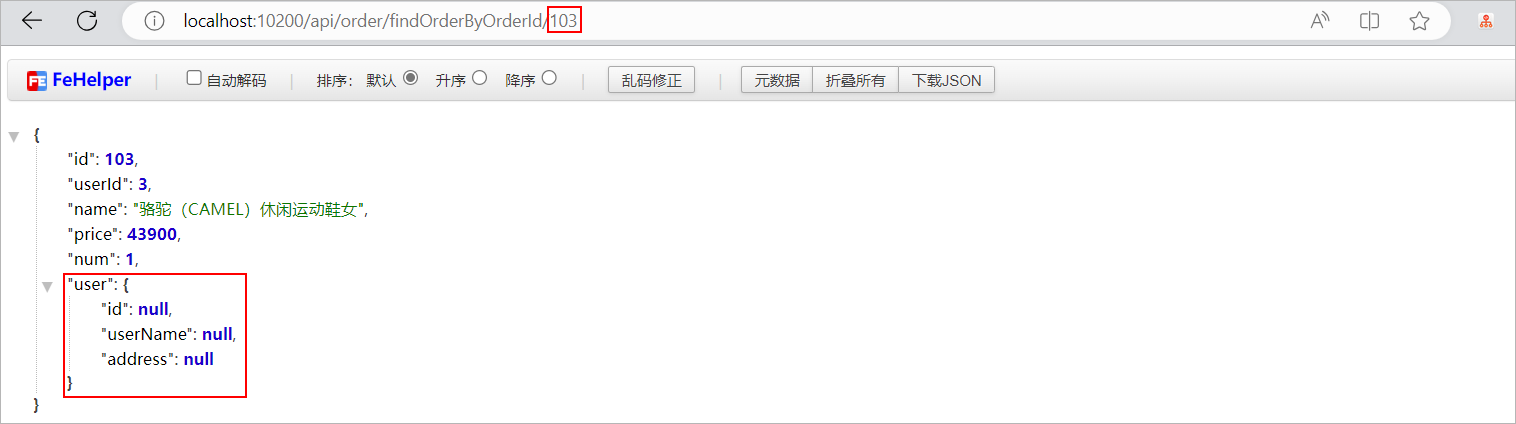 localhost:10200/api/order/findOrderByOrderId/103
FeHelper | 自动解码 | 排序: 默认 升序 降序 | 乱码修正 | 元数据 折叠所有 下载JSON
{
"id": 103,
"userId": 3,
"name": "骆驼（CAMEL）休闲运动鞋女",
"price": 43900,
"num": 1,
"user": {
"id": null,
"userName": null,
"address": null
}
}